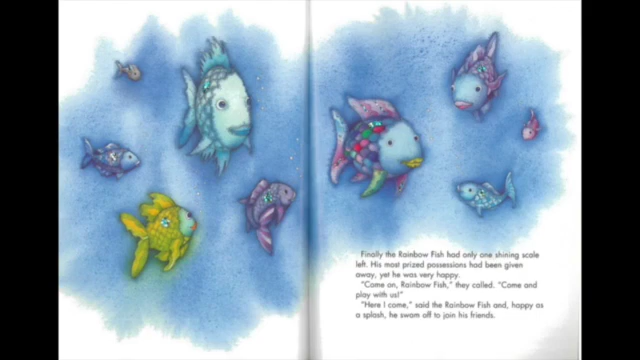 Finally the Rainbow Fish had only one shining scale
left. His most prized possessions had been given
away, yet he was very happy.
"Come on, Rainbow Fish," they called. "Come and
play with us!"
"Here I come," said the Rainbow Fish and, happy as
a splash, he swam off to join his friends.